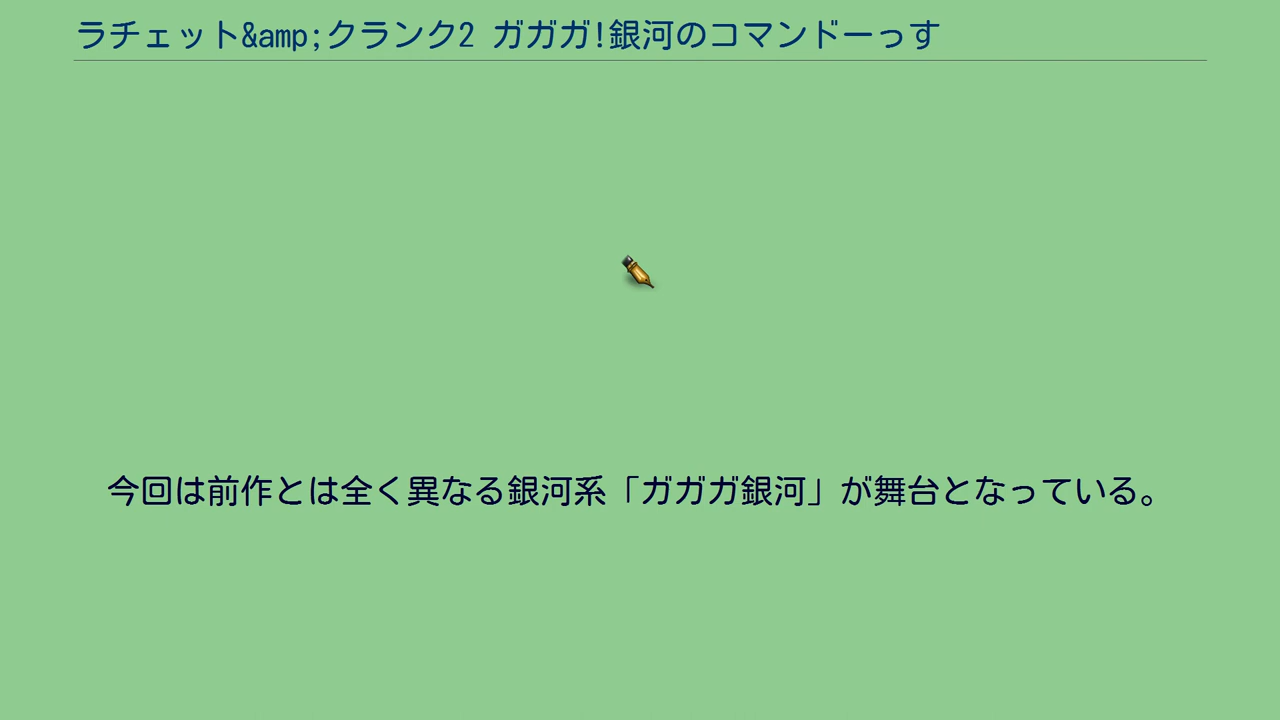 ラチェット&amp;クランク2 ガガガ!銀河のコマンドーっす
今回は前作とは全く異なる銀河系「ガガガ銀河」が舞台となっている。